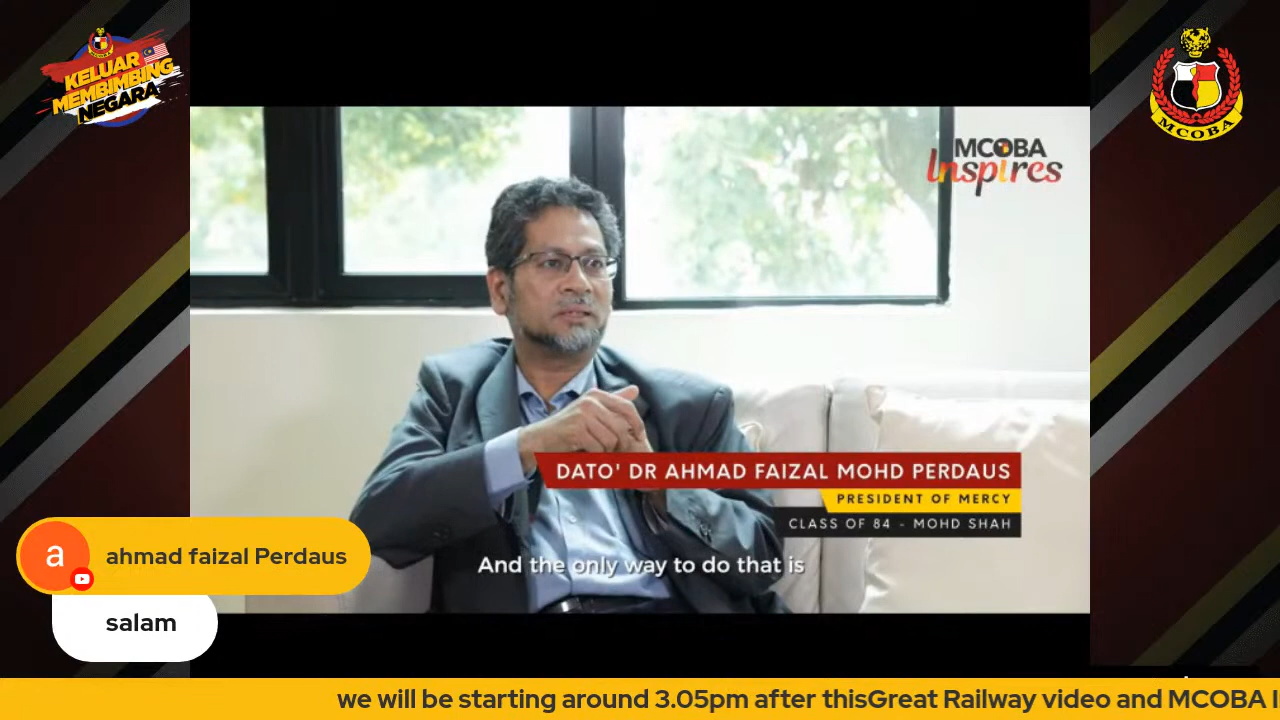 KELUAR
MEMBIMBING
NEGARA
MCOBA
MCOBA
Inspires
DATO' DR AHMAD FAIZAL MOHD PERDAUS
PRESIDENT OF MERCY
CLASS OF 84 - MOHD SHAH
And the only way to do that is
a
ahmad faizal Perdaus
salam
we will be starting around 3.05pm after thisGreat Railway video and MCOBA I